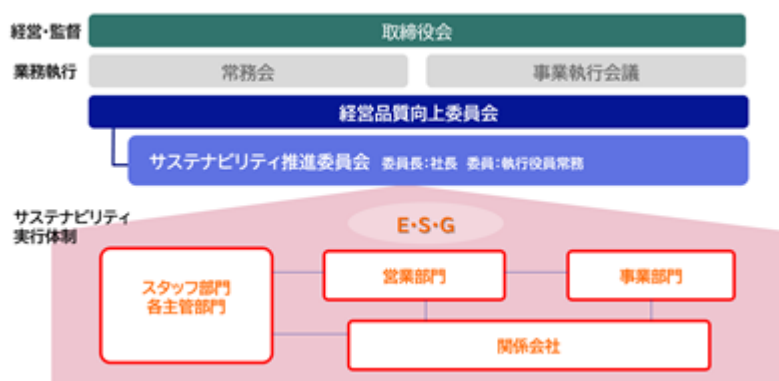 経営・監督
取締役会
業務執行
常務会
事業執行会議
経営品質向上委員会
サステナビリティ推進委員会 委員長：社長 委員：執行役員常務
サステナビリティ
実行体制
E・S・G
スタッフ部門
各主管部門
営業部門
事業部門
関係会社